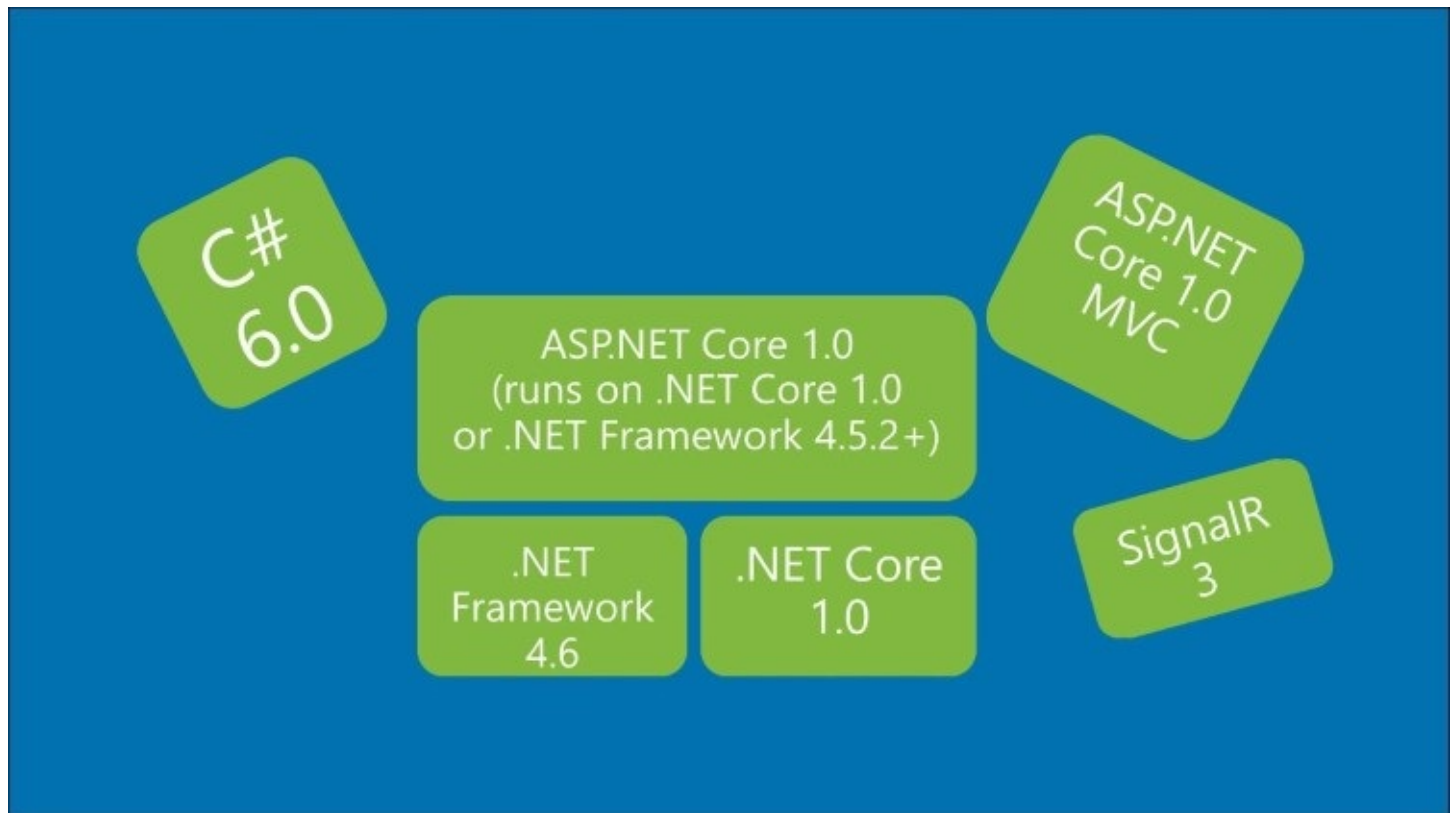 C#
6.0
ASP.NET Core 1.0
(runs on .NET Core 1.0
or .NET Framework 4.5.2+)
ASP.NET
Core 1.0
MVC
.NET
Framework
4.6
.NET Core
1.0
SignalR
3